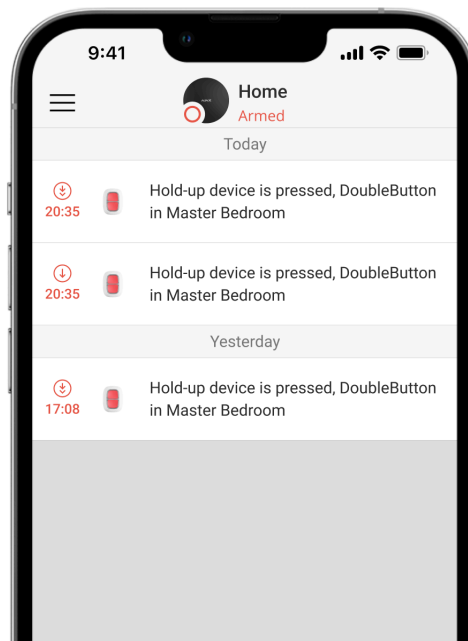 9:41
Home
Armed
Today
Hold-up device is pressed, DoubleButton
20:35
in Master Bedroom
Hold-up device is pressed, DoubleButton
20:35
in Master Bedroom
Yesterday
Hold-up device is pressed, DoubleButton
17:08
in Master Bedroom